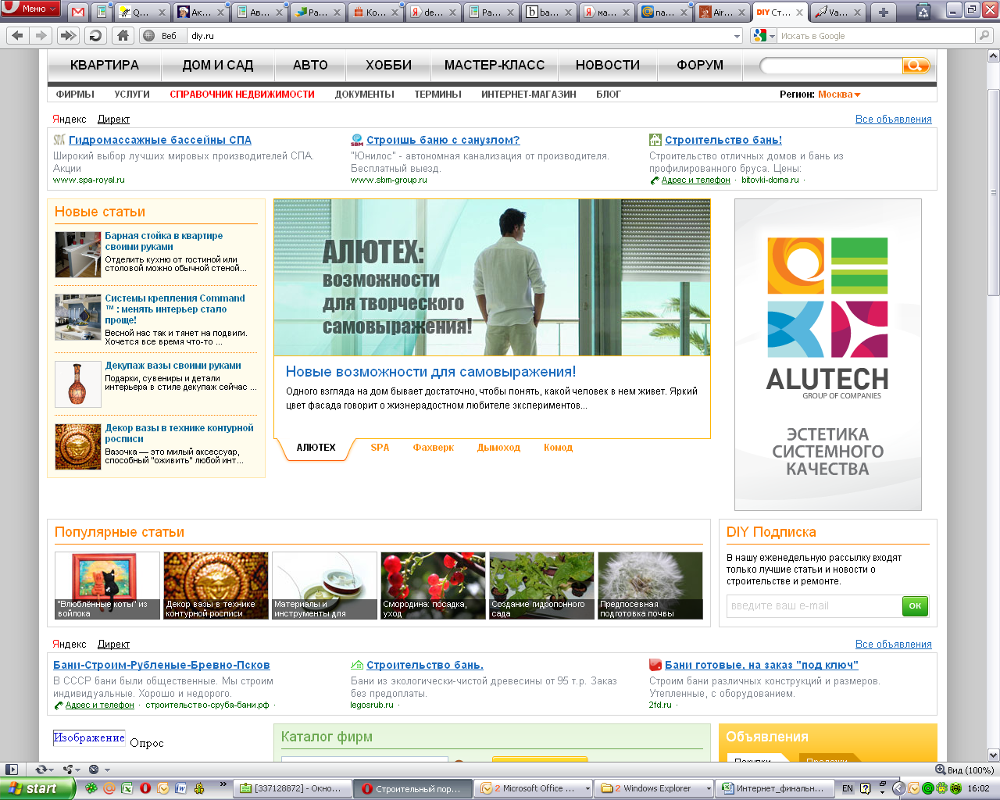 Меню
Q...
Ак...
Ав...
Ра...
Ко...
de...
Ра...
ba...
ма...
na...
Air...
DIY Ст...
Va...
Веб
diy.ru
Искать в Google
КВАРТИРА
ДОМ И САД
АВТО
ХОББИ
МАСТЕР-КЛАСС
НОВОСТИ
ФОРУМ
ФИРМЫ
УСЛУГИ
СПРАВОЧНИК НЕДВИЖИМОСТИ
ДОКУМЕНТЫ
ТЕРМИНЫ
ИНТЕРНЕТ-МАГАЗИН
БЛОГ
Регион: Москва
Яндекс Директ
Все объявления
Гидромассажные бассейны СПА
Широкий выбор лучших мировых производителей СПА.
Акции
www.spa-royal.ru
SBM
Строишь баню с санузлом?
"Юнилос" - автономная канализация от производителя.
Бесплатный выезд.
www.sbm-group.ru
Строительство бань!
Строительство отличных домов и бань из
профилированного бруса. Цены:
Адрес и телефон · bitovki-doma.ru ·
Новые статьи
Барная стойка в квартире
своими руками
Отделить кухню от гостиной или
столовой можно обычной стеной...
Системы крепления Command
™ : менять интерьер стало
проще!
Весной нас так и тянет на подвиги.
Хочется все время что-то ...
Декупаж вазы своими руками
Подарки, сувениры и детали
интерьера в стиле декупаж сейчас ...
Декор вазы в технике контурной
росписи
Вазочка — это милый аксессуар,
способный "оживить" любой инт...
АЛЮТЕХ:
возможности
для творческого
самовыражения!
Новые возможности для самовыражения!
Одного взгляда на дом бывает достаточно, чтобы понять, какой человек в нем живет. Яркий
цвет фасада говорит о жизнерадостном любителе экспериментов...
АЛЮТЕХ
SPA
Фахверк
Дымоход
Комод
ALUTECH
GROUP OF COMPANIES
ЭСТЕТИКА
СИСТЕМНОГО
КАЧЕСТВА
Популярные статьи
"Влюблённые коты" из
войлока
Декор вазы в технике
контурной росписи
Материалы и
инструменты для
Смородина: посадка,
уход
Создание гидропонного
сада
Предпосевная
подготовка почвы
DIY Подписка
В нашу еженедельную рассылку входят
только лучшие статьи и новости о
строительстве и ремонте.
введите ваш e-mail
ОК
Яндекс Директ
Все объявления
Бани-Строим-Рубленые-Бревно-Псков
В СССР бани были общественные. Мы строим
индивидуальные. Хорошо и недорого.
Адрес и телефон · строительство-сруба-бани.рф ·
Строительство бань.
Бани из экологически-чистой древесины от 95 т.р. Заказ
без предоплаты.
legosrub.ru ·
Бани готовые, на заказ "под ключ"
Строим бани различных конструкций и размеров.
Утепленные, с оборудованием.
2fd.ru ·
Изображение Опрос
Каталог фирм
Объявления
Покупки
Продажи
Вид (100%)
start
[337128872] - Окно...
Строительный пор...
2 Microsoft Office ...
2 Windows Explorer
Интернет_финальн...
EN
16:02